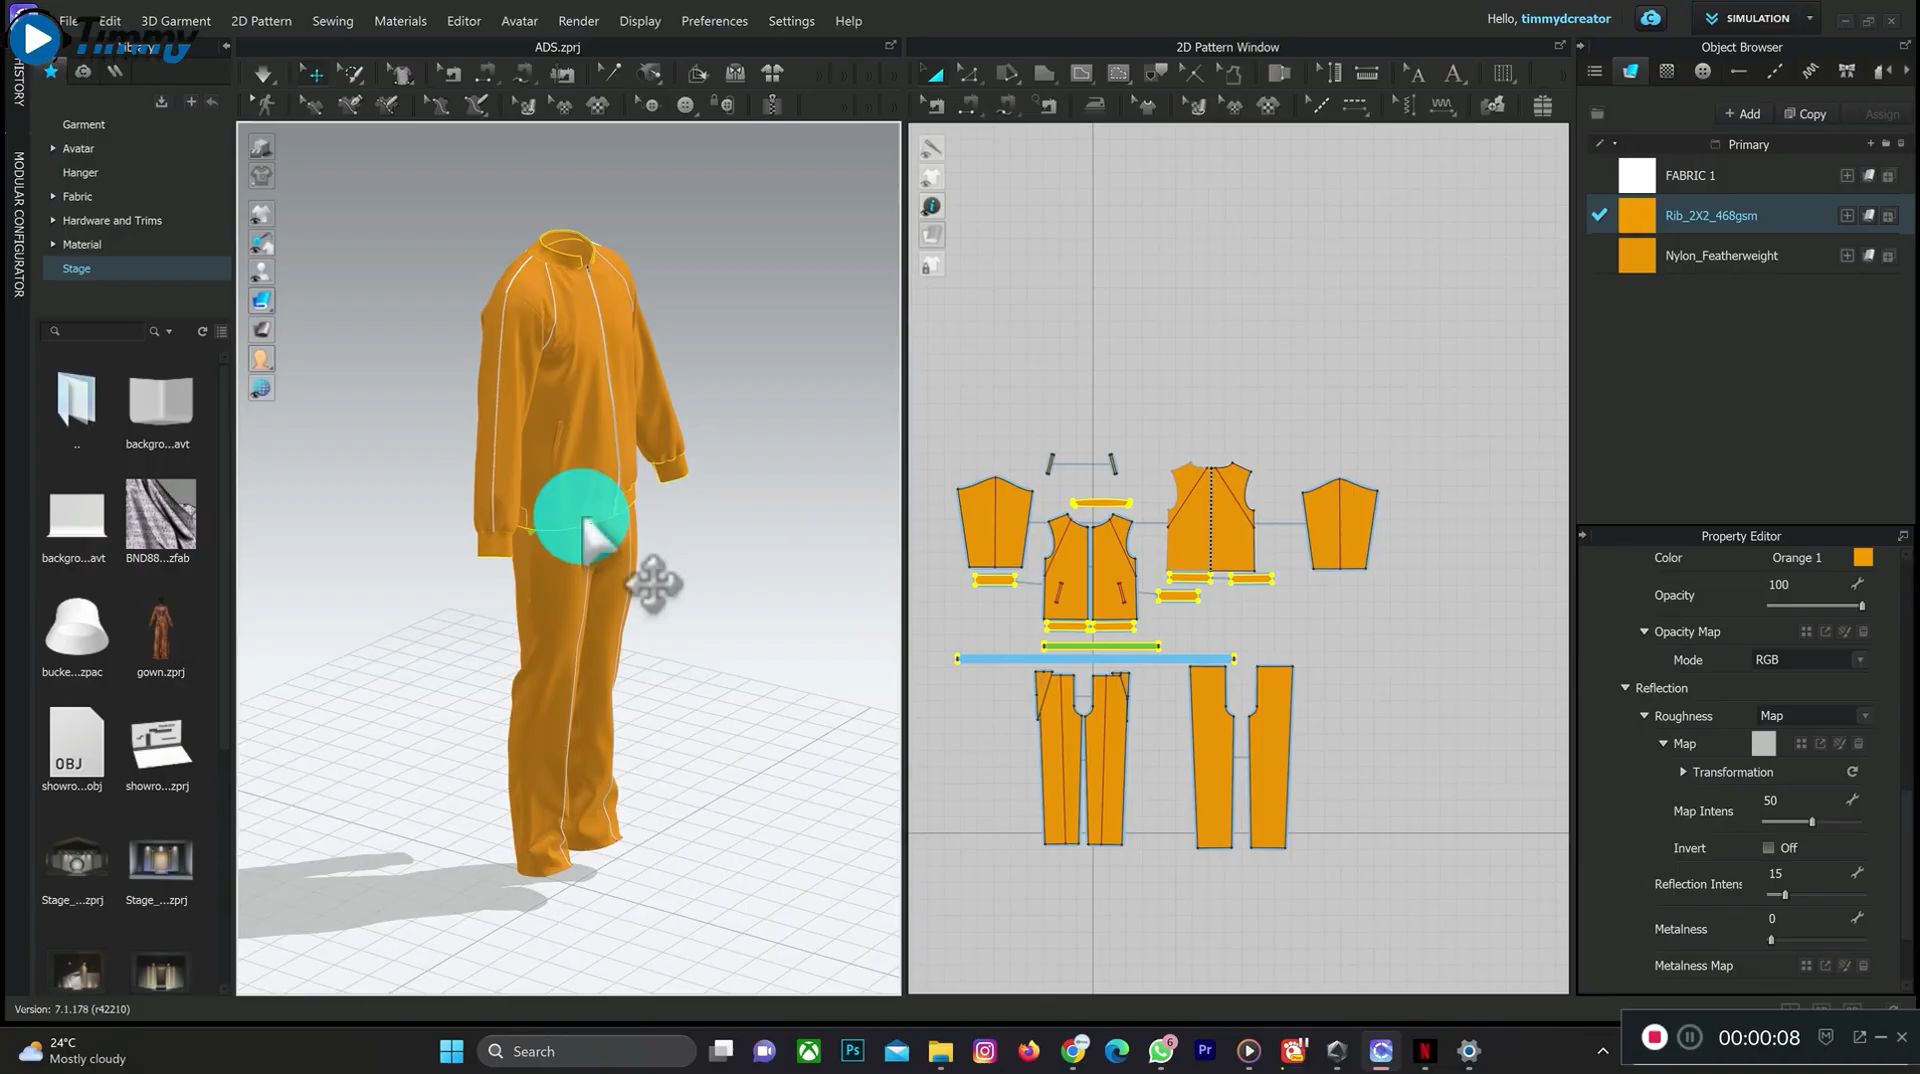 Timmy
File Edit 3D Garment 2D Pattern Sewing Materials Editor Avatar Render Display Preferences Settings Help
Hello, timmydcreator
SIMULATION
HISTORY
MODULAR CONFIGURATOR
Library
ADS.zprj
2D Pattern Window
Object Browser
Garment
Avatar
Hanger
Fabric
Hardware and Trims
Material
Stage
..
backgro...avt
backgro...avt
BND88...zfab
bucke...zpac
gown.zprj
OBJ
showro...obj
showro...zprj
Stage_...zprj
Stage_...zprj
+ Add
Copy
Assign
Primary
FABRIC 1
Rib_2X2_468gsm
Nylon_Featherweight
Property Editor
Color Orange 1
Opacity 100
Opacity Map
Mode RGB
Reflection
Roughness Map
Map
Transformation
Map Intens 50
Invert Off
Reflection Intens 15
Metalness 0
Metalness Map
Version: 7.1.178 (r42210)
24°C
Mostly cloudy
Search
Ps
6
Pr
N
00:00:08